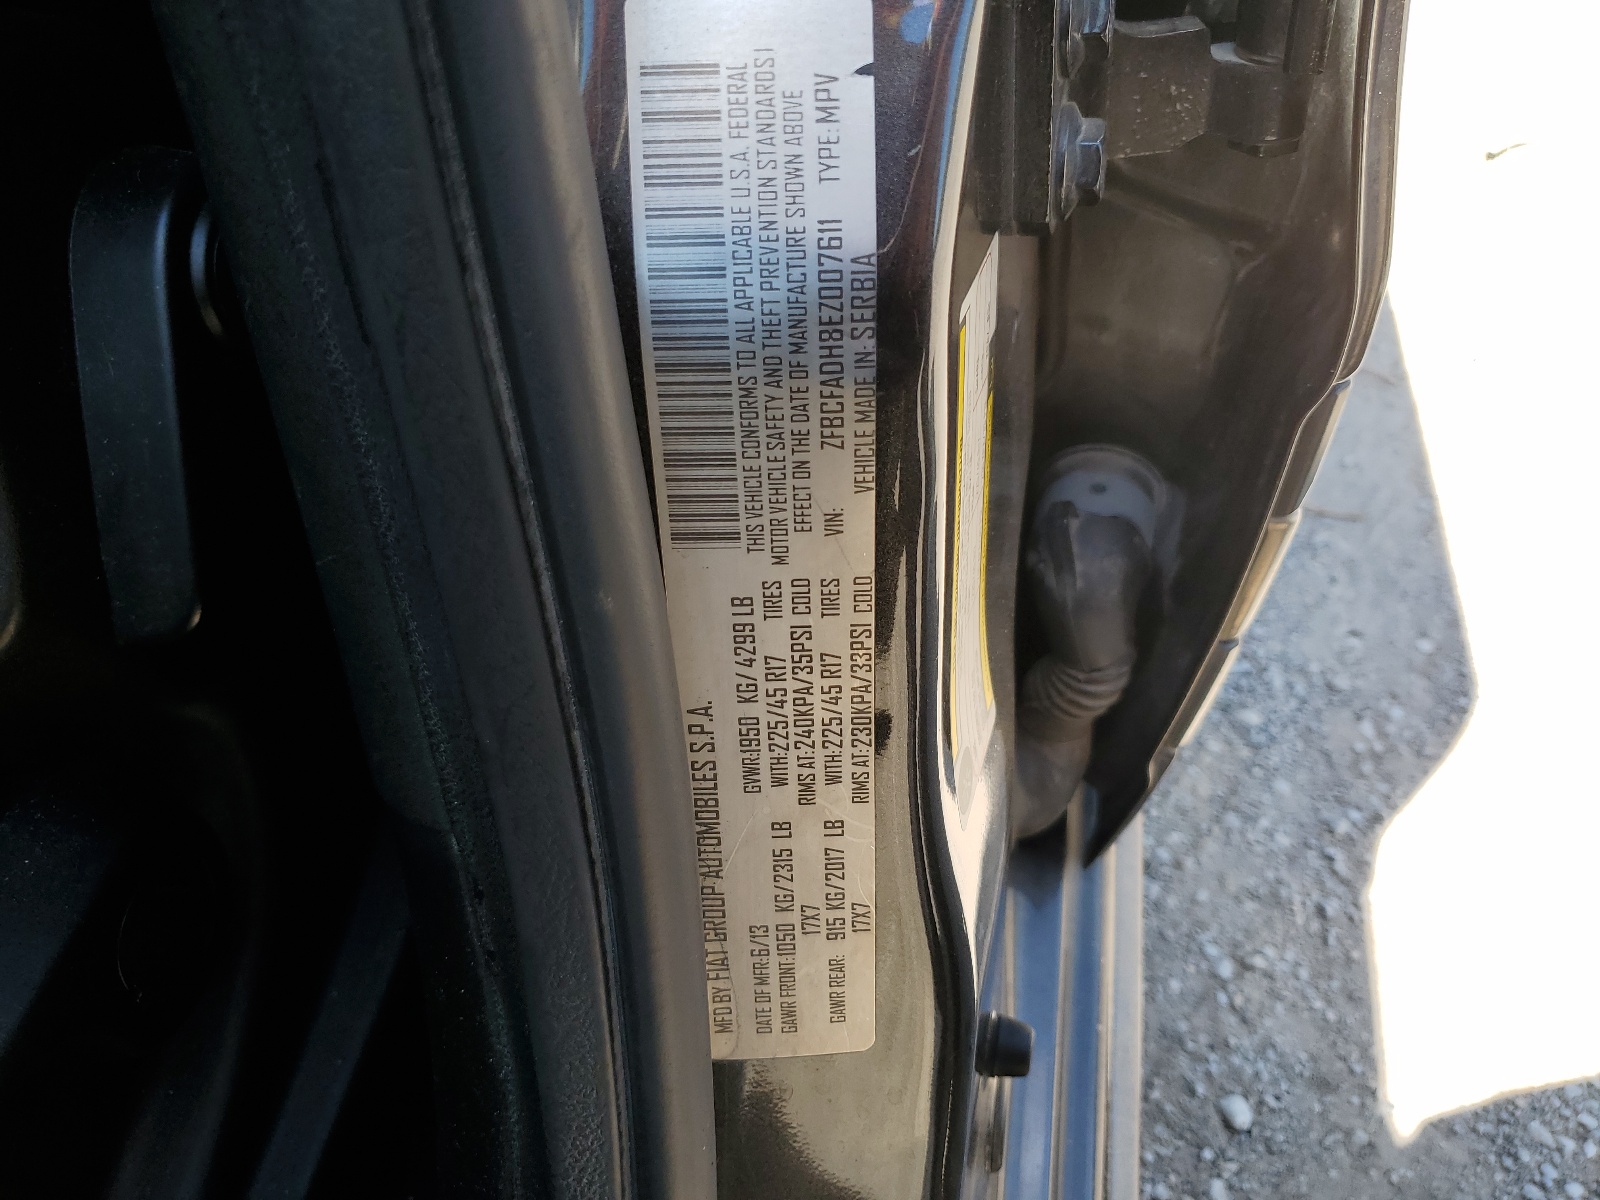 MFD BY FIAT GROUP AUTOMOBILES S.P.A.
DATE OF MFR:6/13 GVWR:1950 KG/ 4299 LB
GAWR FRONT:1050 KG/2315 LB WITH:225/45 R17 TIRES
17X7 RIMS AT:240KPA/35PSI COLD
GAWR REAR: 915 KG/2017 LB WITH:225/45 R17 TIRES
17X7 RIMS AT:230KPA/33PSI COLD
THIS VEHICLE CONFORMS TO ALL APPLICABLE U.S.A. FEDERAL
MOTOR VEHICLE SAFETY AND THEFT PREVENTION STANDARDS I
EFFECT ON THE DATE OF MANUFACTURE SHOWN ABOVE
VIN: ZFBCFADH8EZ007611 TYPE: MPV
VEHICLE MADE IN: SERBIA